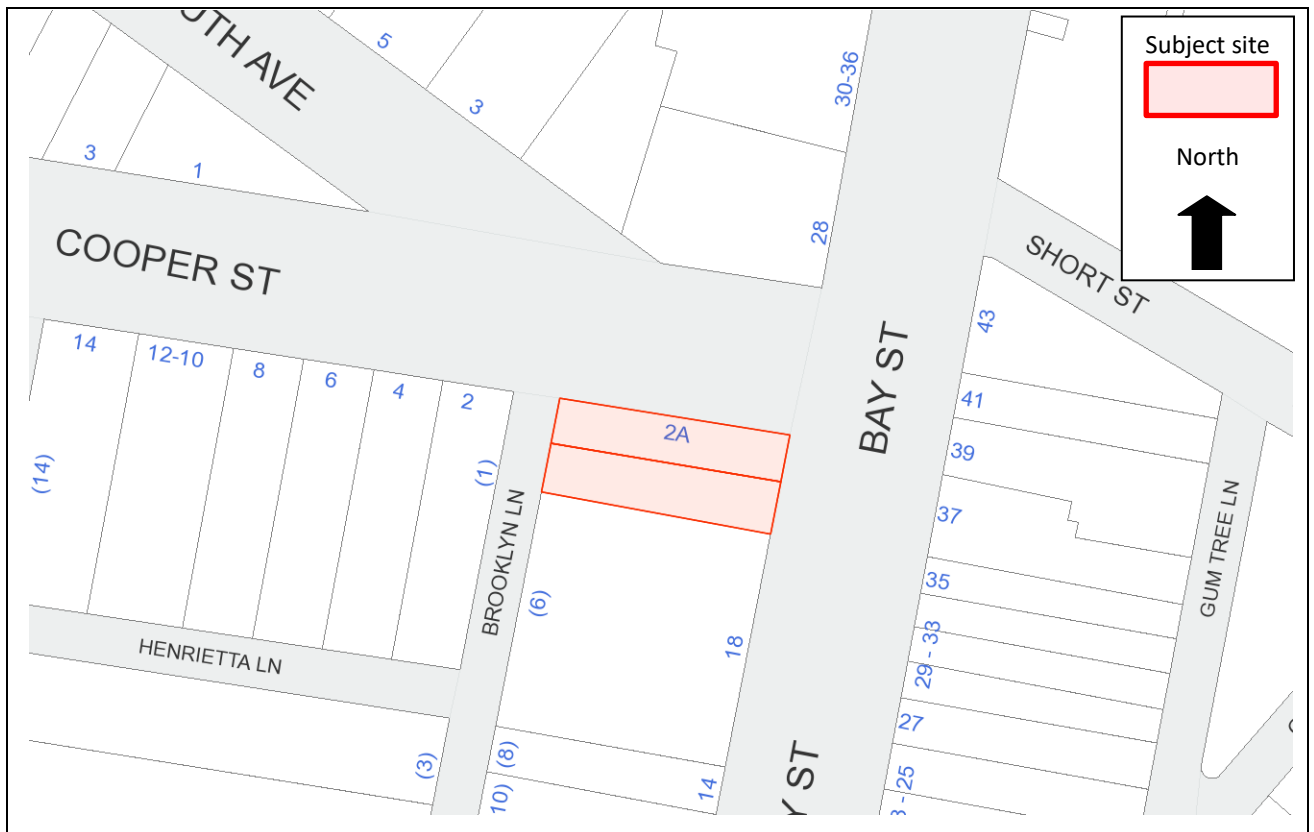 UTH AVE
5
3
30-36
28
Subject site
North
3
1
COOPER ST
SHORT ST
BAY ST
43
41
39
37
35
29 - 33
27
- 25
14
12-10
8
6
4
2
2A
(14)
(1)
BROOKLYN LN
(6)
18
GUM TREE LN
HENRIETTA LN
(3)
(8)
10)
14
Y ST